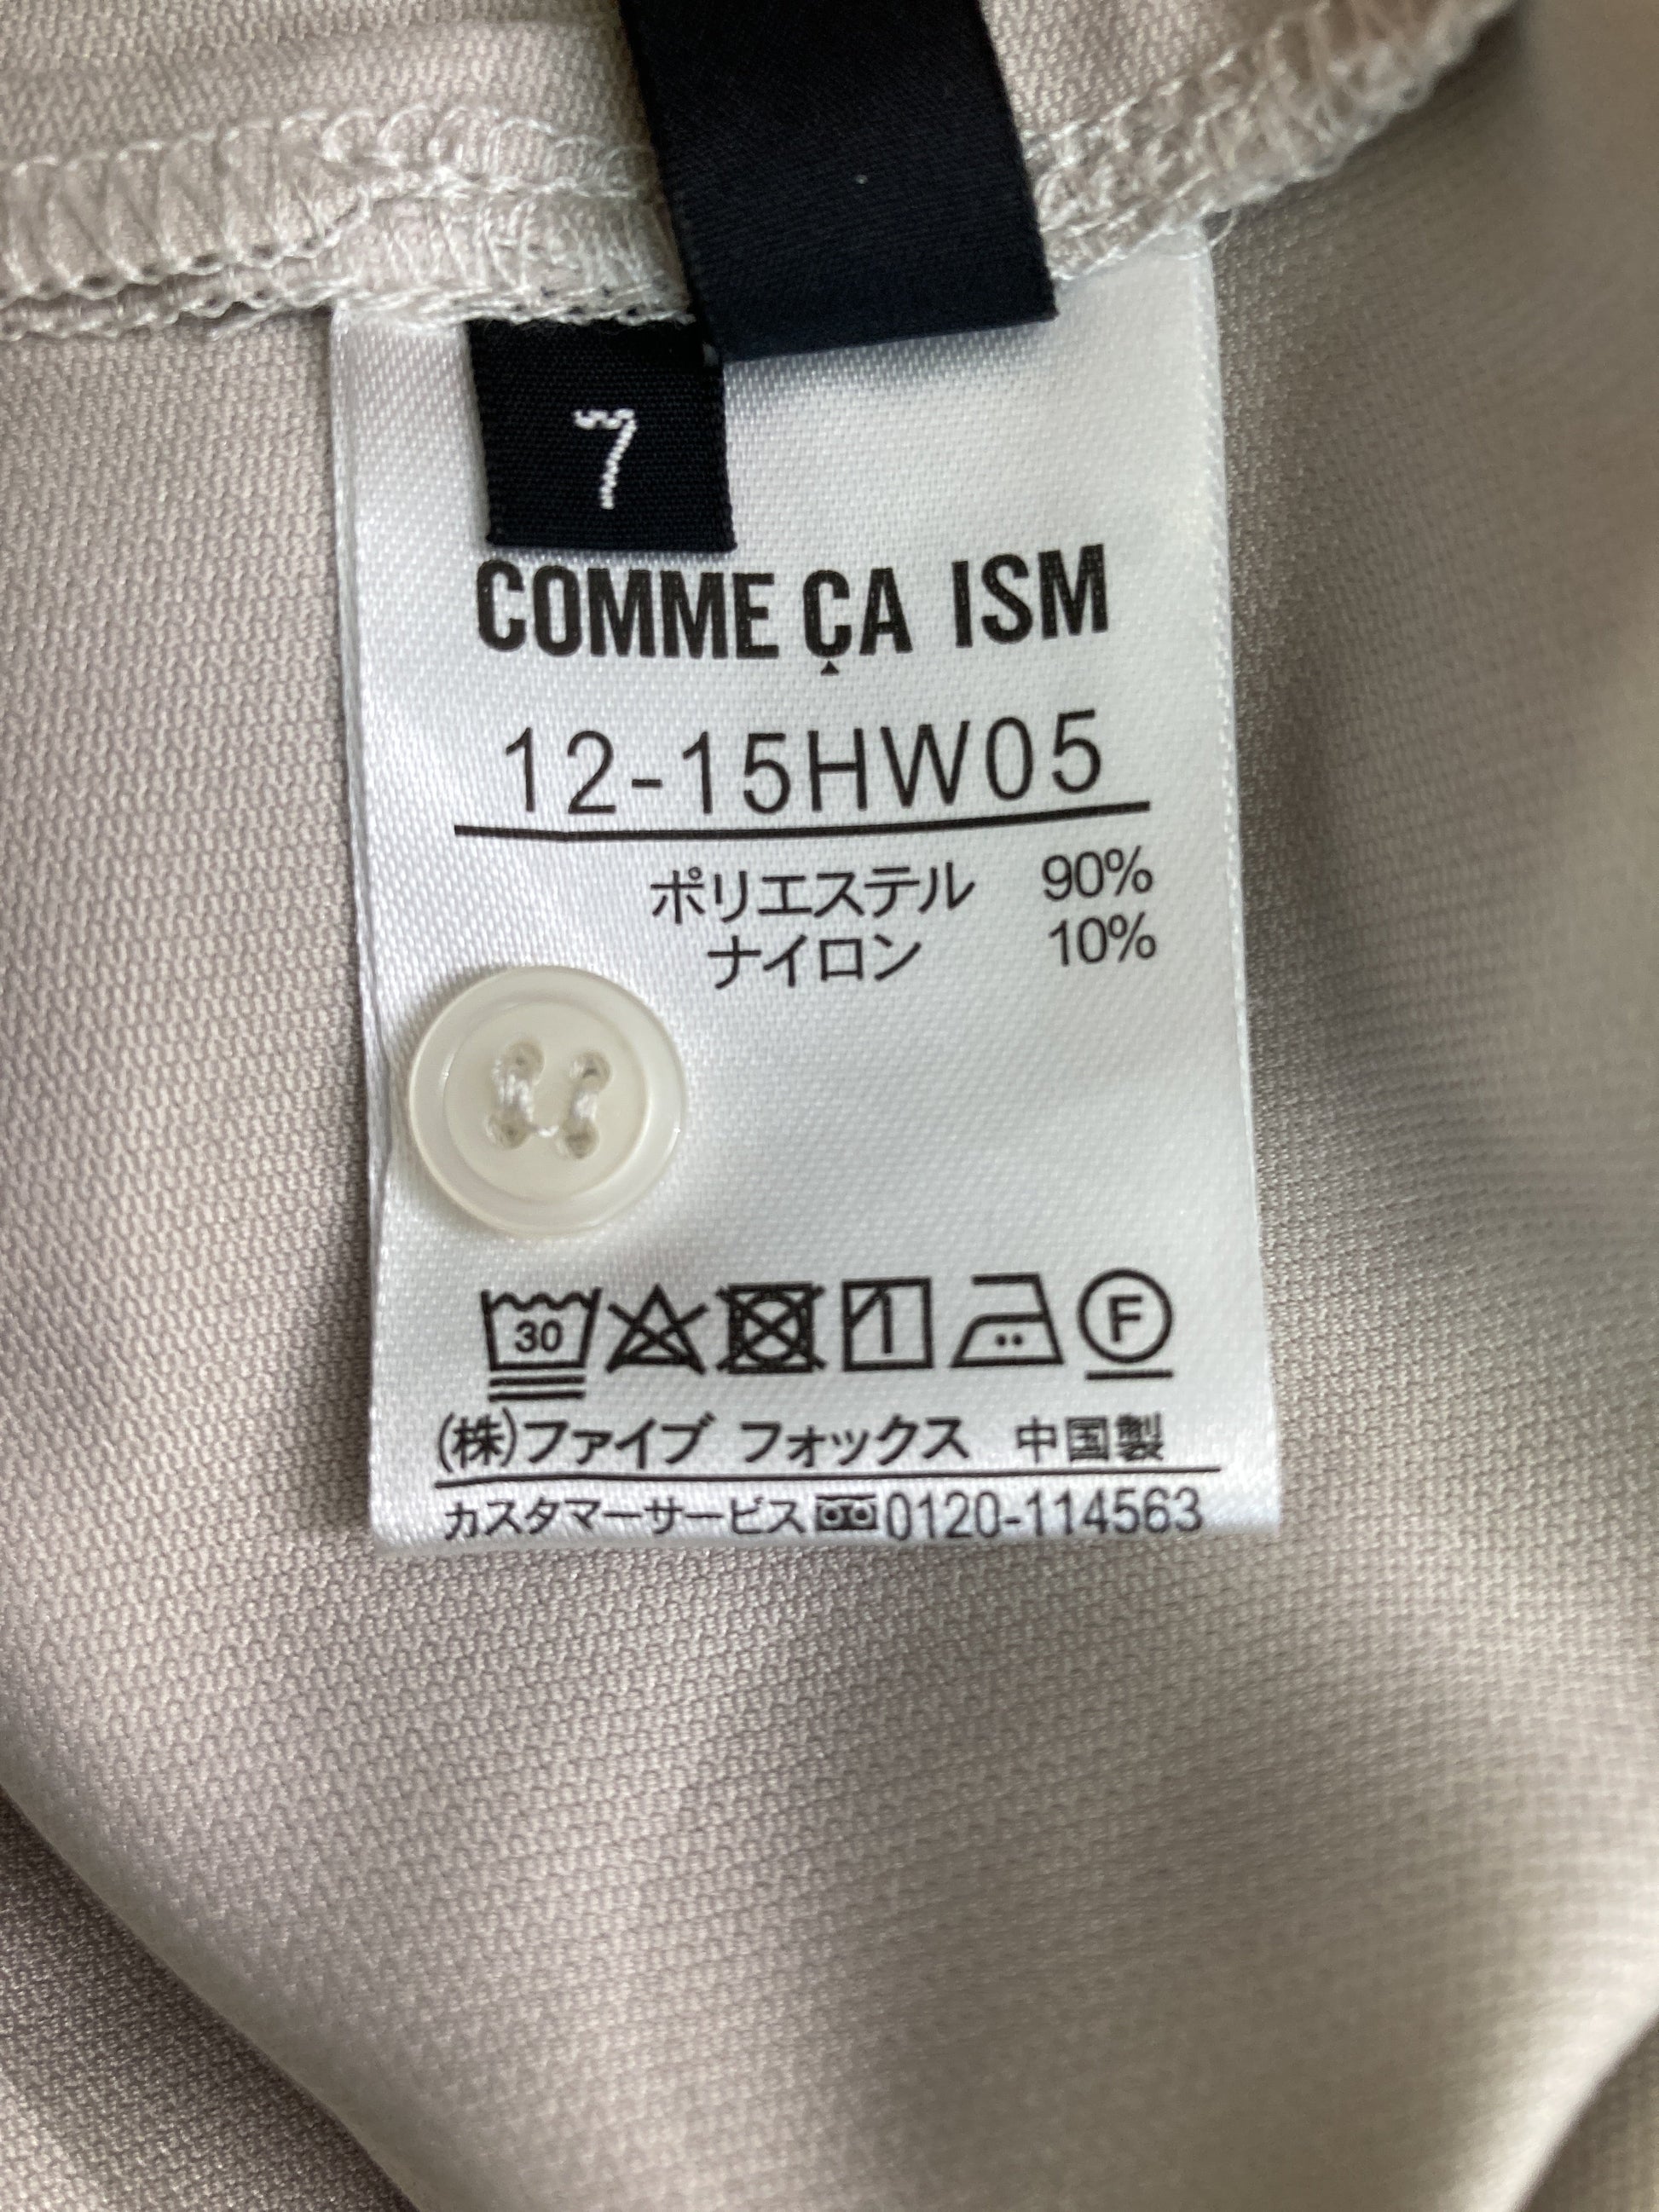 7
COMME ÇA ISM
12-15HW05
ポリエステル 90%
ナイロン 10%
30 F
(株)ファイブ フォックス 中国製
カスタマーサービス 0120-114563